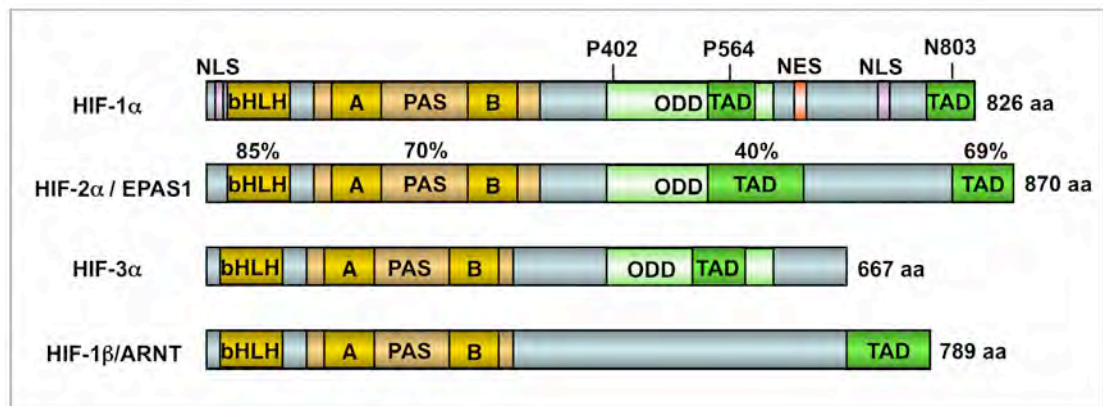 P402 P564 N803
NLS NES NLS
HIF-1α bHLH A PAS B ODD TAD TAD 826 aa
85% 70% 40% 69%
HIF-2α / EPAS1 bHLH A PAS B ODD TAD TAD 870 aa
HIF-3α bHLH A PAS B ODD TAD 667 aa
HIF-1β/ARNT bHLH A PAS B TAD 789 aa